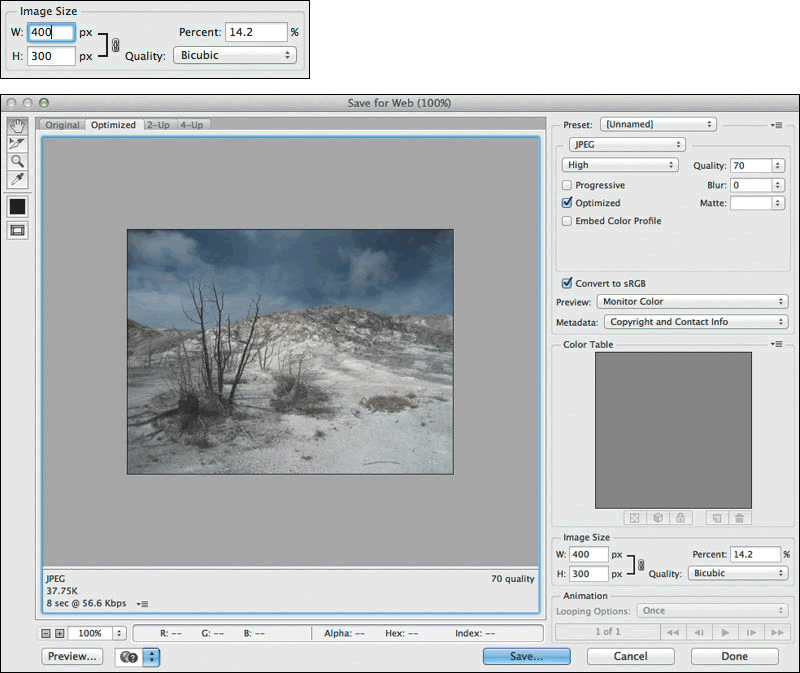 Image Size
W: 400 px Percent: 14.2 %
H: 300 px Quality: Bicubic
Save for Web (100%)
Original Optimized 2-Up 4-Up
Preset: [Unnamed]
JPEG
High Quality: 70
Progressive Blur: 0
Optimized Matte:
Embed Color Profile
Convert to sRGB
Preview: Monitor Color
Metadata: Copyright and Contact Info
Color Table
Image Size
W: 400 px Percent: 14.2 %
H: 300 px Quality: Bicubic
Animation
Looping Options: Once
1 of 1
JPEG 70 quality
37.75K
8 sec @ 56.6 Kbps
100% R: -- G: -- B: -- Alpha: -- Hex: -- Index: --
Preview... Save... Cancel Done